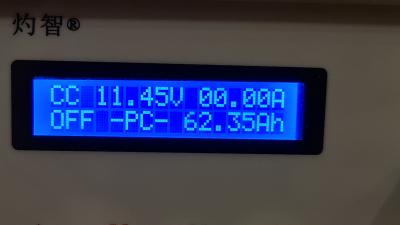 灼智®
CC 11.45V 00.00A
OFF -PC- 62.35Ah